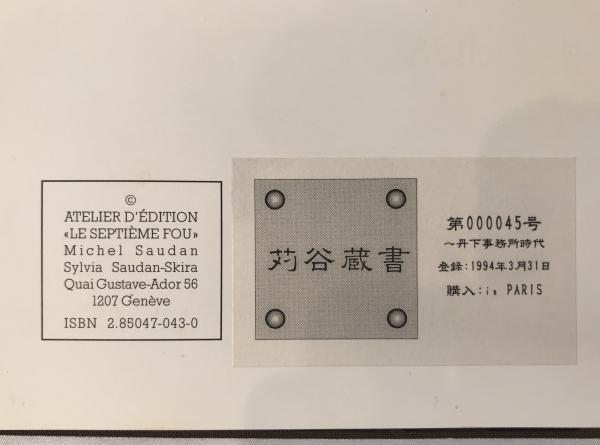 ©
ATELIER D'ÉDITION
«LE SEPTIÈME FOU»
Michel Saudan
Sylvia Saudan-Skira
Quai Gustave-Ador 56
1207 Genève
ISBN 2.85047-043-0
苅谷蔵書
第000045号
～丹下事務所時代
登録:1994年3月31日
購入:in PARIS